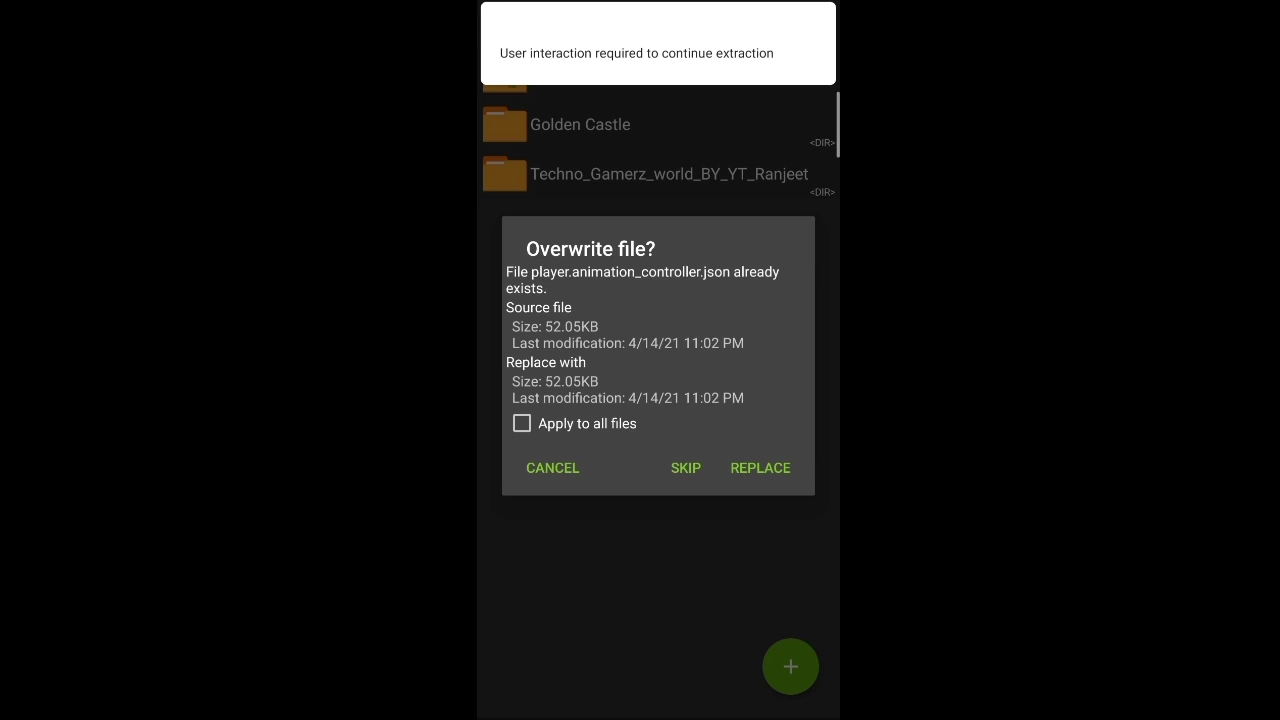 User interaction required to continue extraction
Golden Castle
<DIR>
Techno_Gamerz_world_BY_YT_Ranjeet
<DIR>
Overwrite file?
File player.animation_controller.json already
exists.
Source file
Size: 52.05KB
Last modification: 4/14/21 11:02 PM
Replace with
Size: 52.05KB
Last modification: 4/14/21 11:02 PM
Apply to all files
CANCEL SKIP REPLACE